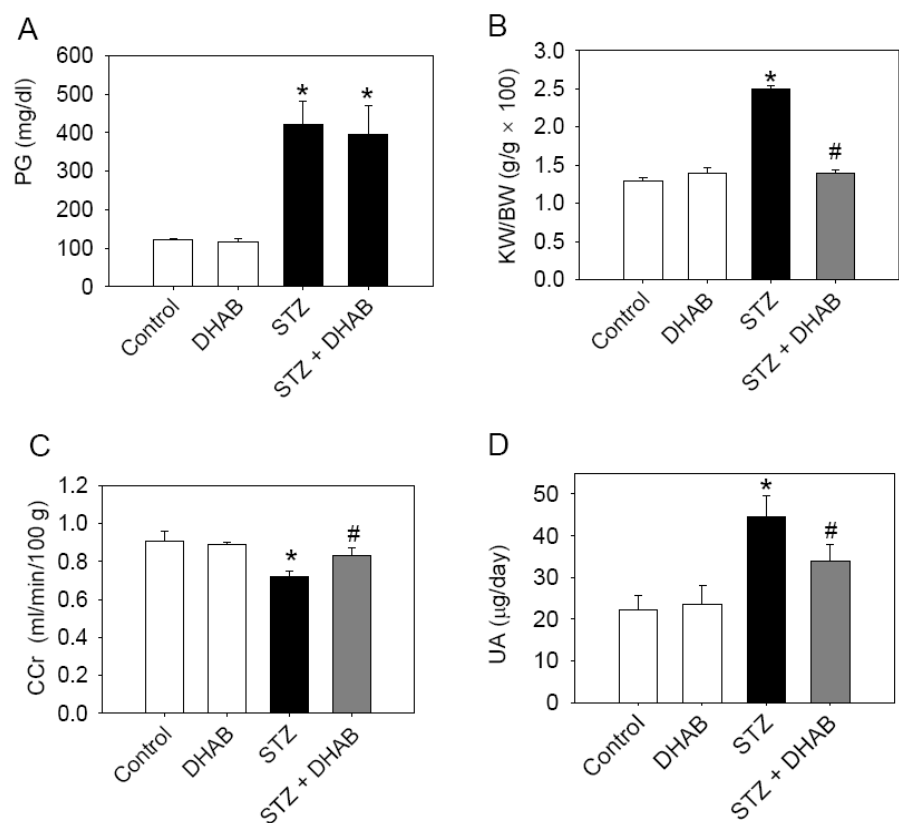 A
PG (mg/dl)
600
500
400
300
200
100
0
*
*
Control
DHAB
STZ
STZ + DHAB
B
KW/BW (g/g × 100)
3.0
2.5
2.0
1.5
1.0
0.5
0.0
*
#
Control
DHAB
STZ
STZ + DHAB
C
CCr (ml/min/100 g)
1.2
1.0
0.8
0.6
0.4
0.2
0.0
*
#
Control
DHAB
STZ
STZ + DHAB
D
UA (μg/day)
50
40
30
20
10
0
*
#
Control
DHAB
STZ
STZ + DHAB